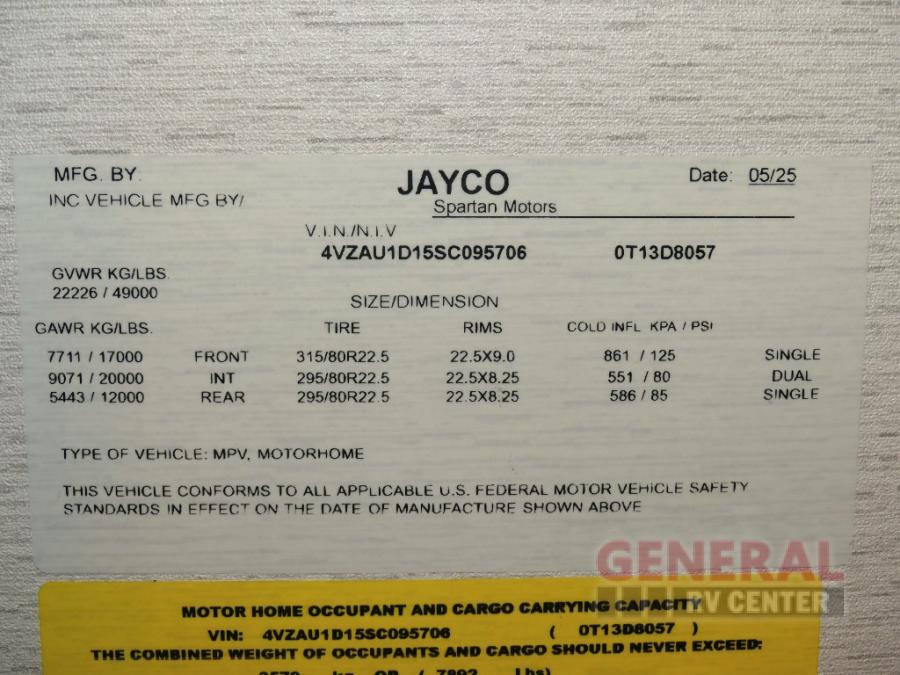 MFG. BY.
JAYCO
Date: 05/25
INC VEHICLE MFG BY/
Spartan Motors
V.I.N./N.I.V
4VZAU1D15SC095706 0T13D8057
GVWR KG/LBS.
22226 / 49000
SIZE/DIMENSION
GAWR KG/LBS. TIRE RIMS COLD INFL KPA / PSI
7711 / 17000 FRONT 315/80R22.5 22.5X9.0 861 / 125 SINGLE
9071 / 20000 INT 295/80R22.5 22.5X8.25 551 / 80 DUAL
5443 / 12000 REAR 295/80R22.5 22.5X8.25 586 / 85 SINGLE
TYPE OF VEHICLE: MPV, MOTORHOME
THIS VEHICLE CONFORMS TO ALL APPLICABLE U.S. FEDERAL MOTOR VEHICLE SAFETY
STANDARDS IN EFFECT ON THE DATE OF MANUFACTURE SHOWN ABOVE
GENERAL
RV CENTER
MOTOR HOME OCCUPANT AND CARGO CARRYING CAPACITY
VIN: 4VZAU1D15SC095706 ( 0T13D8057 )
THE COMBINED WEIGHT OF OCCUPANTS AND CARGO SHOULD NEVER EXCEED:
kg OR ( Lbs)